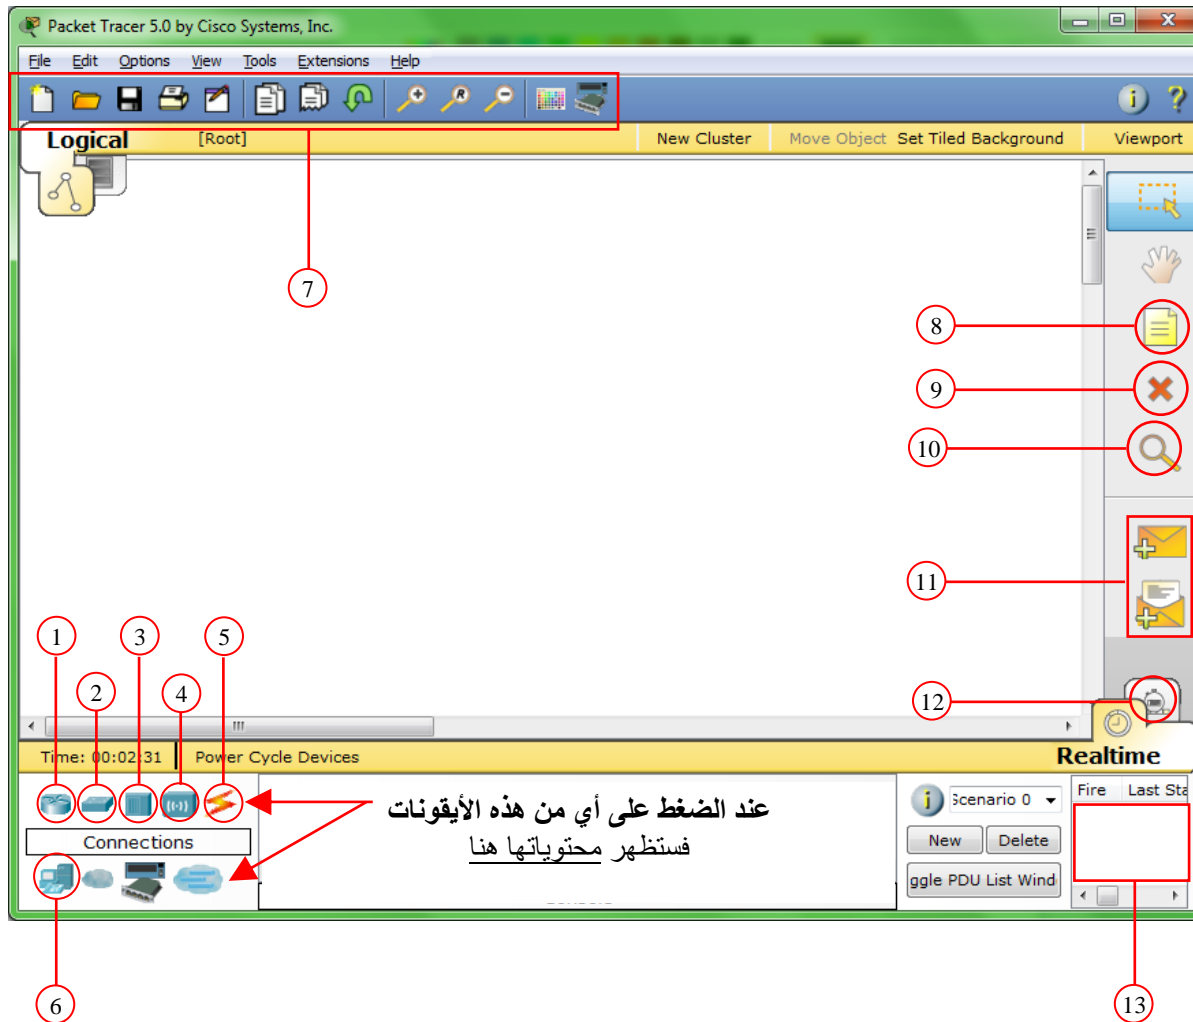 Packet Tracer 5.0 by Cisco Systems, Inc.
File Edit Options View Tools Extensions Help
R
i ?
Logical [Root] New Cluster Move Object Set Tiled Background Viewport
7
8
9
10
11
1 3 5
2 4 12
Time: 00:02:31 Power Cycle Devices Realtime
عند الضغط على أي من هذه الأيقونات
فستظهر محتوياتها هنا
i Scenario 0 Fire Last Sta
Connections New Delete
ggle PDU List Wind
6 13